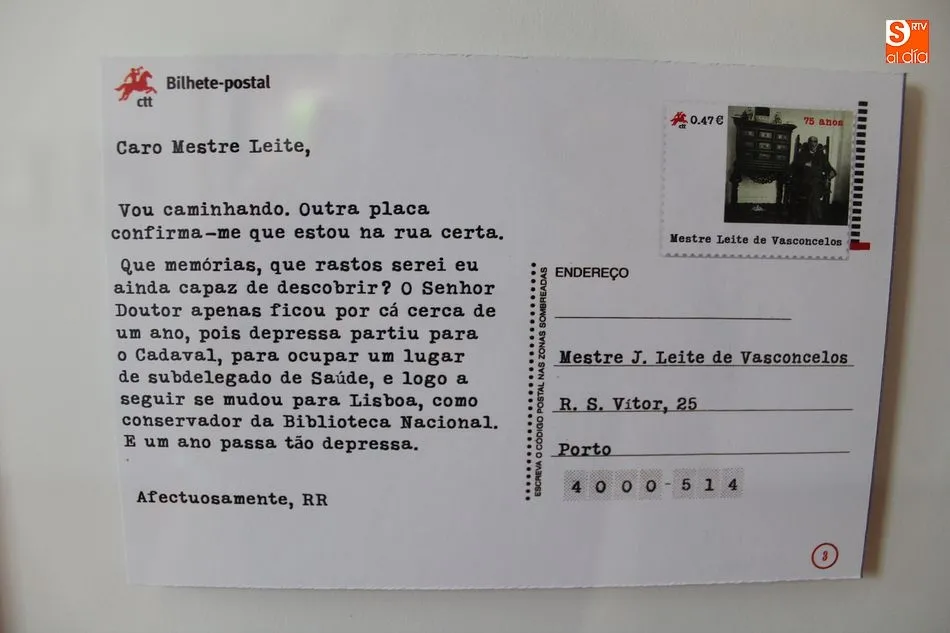 S RTV
al día
ctt
Bilhete-postal
ctt
0.47 €
75 anos
Mestre Leite de Vasconcelos
Caro Mestre Leite,
Vou caminhando. Outra placa
confirma-me que estou na rua certa.
Que memórias, que rastos serei eu
ainda capaz de descobrir? O Senhor
Doutor apenas ficou por cá cerca de
um ano, pois depressa partiu para
o Cadaval, para ocupar um lugar
de subdelegado de Saúde, e logo a
seguir se mudou para Lisboa, como
conservador da Biblioteca Nacional.
E um ano passa tão depressa.
Afectuosamente, RR
ESCREVA O CÓDIGO POSTAL NAS ZONAS SOMBREADAS
ENDEREÇO
Mestre J. Leite de Vasconcelos
R. S. Vítor, 25
Porto
4000-514
3